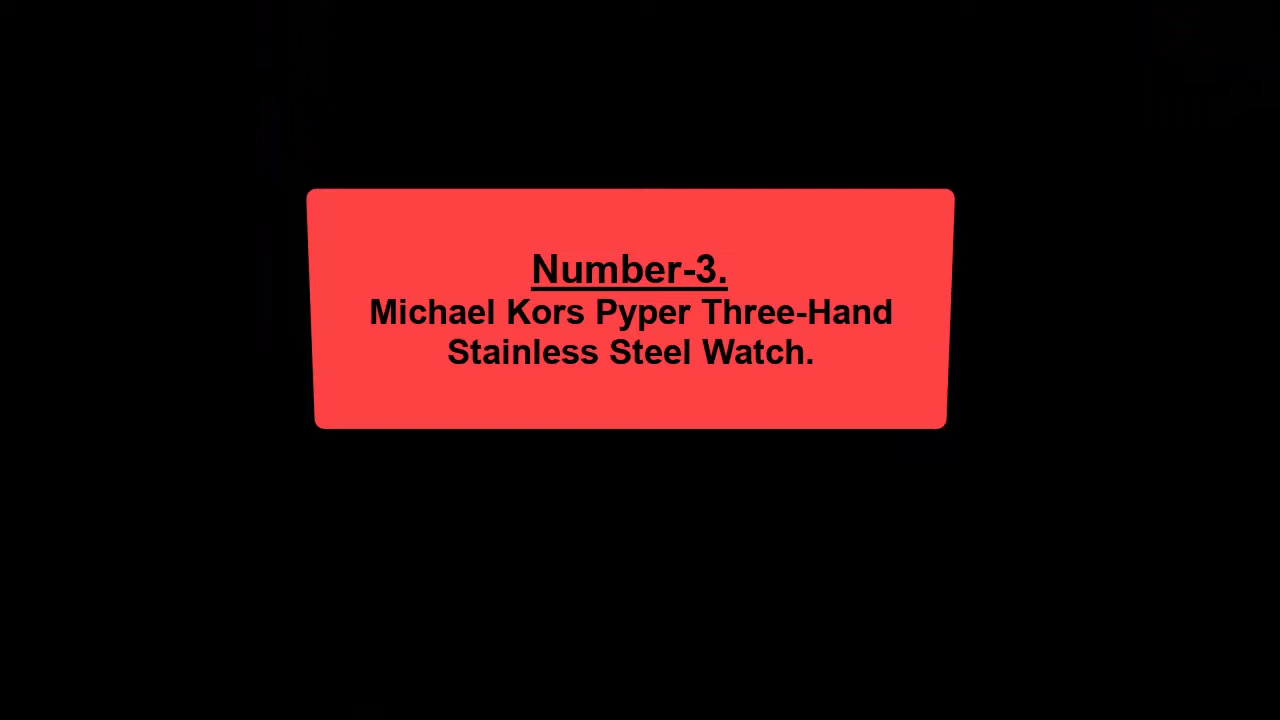 Number-3.
Michael Kors Pyper Three-Hand
Stainless Steel Watch.